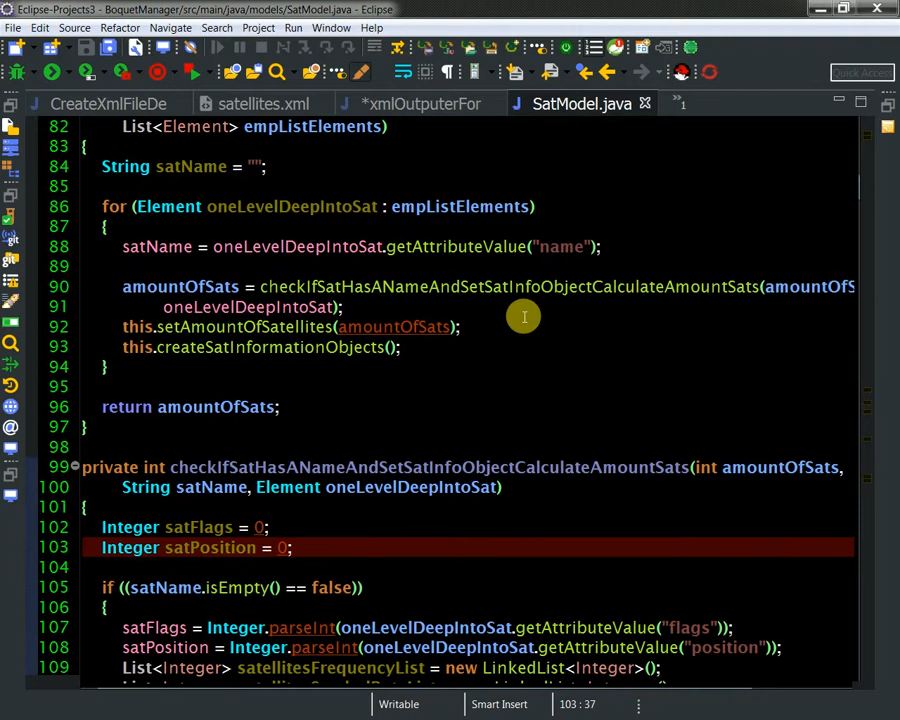 Eclipse-Projects3 - BoquetManager/src/main/java/models/SatModel.java - Eclipse
File Edit Source Refactor Navigate Search Project Run Window Help
Quick Access
CreateXmlFileDe satellites.xml *xmlOutputerFor SatModel.java »1
82 List<Element> empListElements)
83 {
84 String satName = "";
85
86 for (Element oneLevelDeepIntoSat : empListElements)
87 {
88 satName = oneLevelDeepIntoSat.getAttributeValue("name");
89
90 amountOfSats = checkIfSatHasANameAndSetSatInfoObjectCalculateAmountSats(amountOfS
91 oneLevelDeepIntoSat);
92 this.setAmountOfSatellites(amountOfSats);
93 this.createSatInformationObjects();
94 }
95
96 return amountOfSats;
97 }
98
99 private int checkIfSatHasANameAndSetSatInfoObjectCalculateAmountSats(int amountOfSats,
100 String satName, Element oneLevelDeepIntoSat)
101 {
102 Integer satFlags = 0;
103 Integer satPosition = 0;
104
105 if ((satName.isEmpty() == false))
106 {
107 satFlags = Integer.parseInt(oneLevelDeepIntoSat.getAttributeValue("flags"));
108 satPosition = Integer.parseInt(oneLevelDeepIntoSat.getAttributeValue("position"));
109 List<Integer> satellitesFrequencyList = new LinkedList<Integer>();
Writable Smart Insert 103 : 37